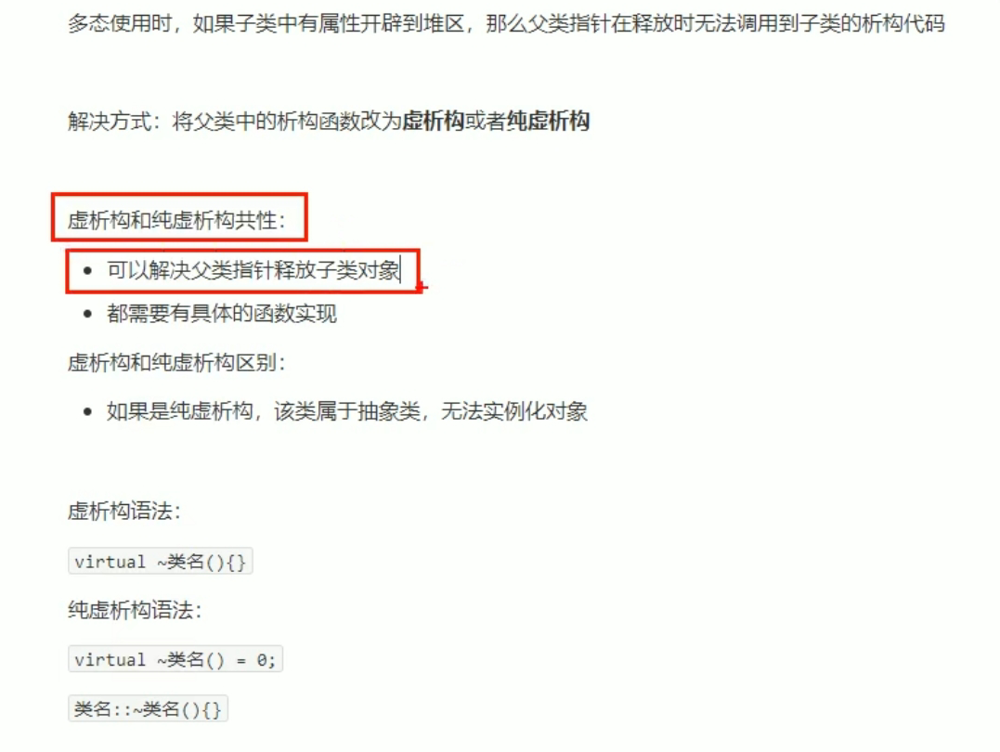 多态使用时，如果子类中有属性开辟到堆区，那么父类指针在释放时无法调用到子类的析构代码
解决方式：将父类中的析构函数改为虚析构或者纯虚析构
虚析构和纯虚析构共性：
• 可以解决父类指针释放子类对象
• 都需要有具体的函数实现
虚析构和纯虚析构区别：
• 如果是纯虚析构，该类属于抽象类，无法实例化对象
虚析构语法：
virtual ~类名(){}
纯虚析构语法：
virtual ~类名() = 0;
类名::~类名(){}